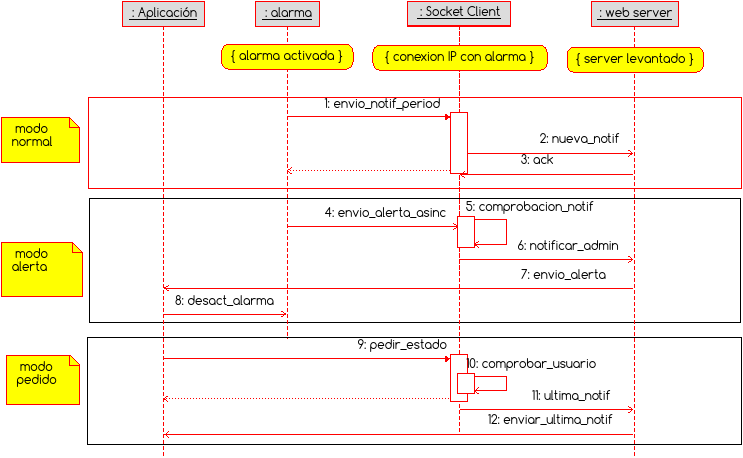 : Aplicación
: alarma
: Socket Client
: web server
{ alarma activada }
{ conexion IP con alarma }
{ server levantado }
modo
normal
1: envio_notif_period
2: nueva_notif
3: ack
modo
alerta
4: envio_alerta_asinc
5: comprobacion_notif
6: notificar_admin
7: envio_alerta
8: desact_alarma
modo
pedido
9: pedir_estado
10: comprobar_usuario
11: ultima_notif
12: enviar_ultima_notif